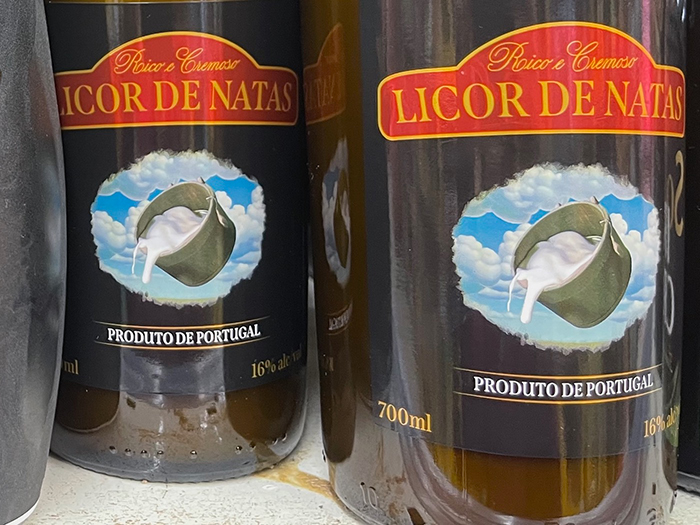 Rico e Cremoso
LICOR DE NATAS
PRODUTO DE PORTUGAL
ml
16% alc/vol
Rico e Cremoso
LICOR DE NATAS
PRODUTO DE PORTUGAL
700ml
16% alc